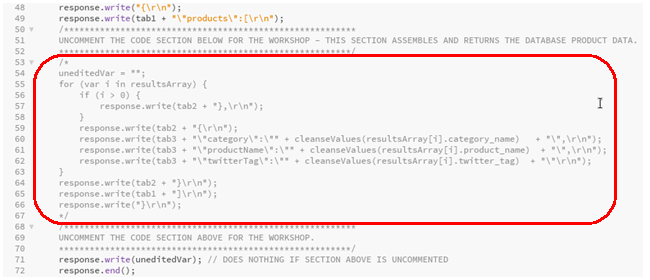 48 response.write("{\r\n");
49 response.write(tab1 + "\"products\":[\r\n");
50 /*******************************************************
51 UNCOMMENT THE CODE SECTION BELOW FOR THE WORKSHOP – THIS SECTION ASSEMBLES AND RETURNS THE DATABASE PRODUCT DATA.
52 *******************************************************/
53 /*
54 uneditedVar = "";
55 for (var i in resultsArray) {
56 if (i > 0) {
57 response.write(tab2 + "},\r\n");
58 }
59 response.write(tab2 + "{\r\n");
60 response.write(tab3 + "\"category\":\"" + cleanseValues(resultsArray[i].category_name) + "\",\r\n");
61 response.write(tab3 + "\"productName\":\"" + cleanseValues(resultsArray[i].product_name) + "\",\r\n");
62 response.write(tab3 + "\"twitterTag\":\"" + cleanseValues(resultsArray[i].twitter_tag) + "\"\r\n");
63 }
64 response.write(tab2 + "}\r\n");
65 response.write(tab1 + "]\r\n");
66 response.write("}\r\n");
67 */
68 /*******************************************************
69 UNCOMMENT THE CODE SECTION ABOVE FOR THE WORKSHOP.
70 *******************************************************/
71 response.write(uneditedVar); // DOES NOTHING IF SECTION ABOVE IS UNCOMMENTED
72 response.end();